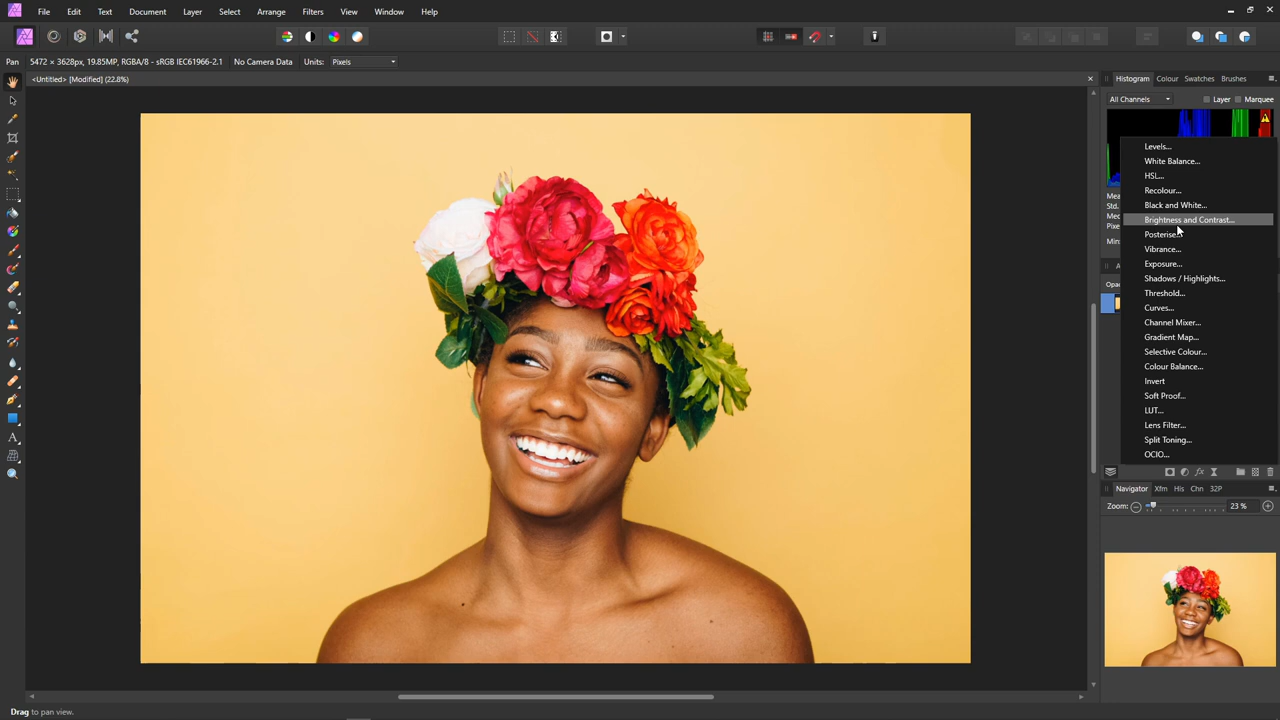 File Edit Text Document Layer Select Arrange Filters View Window Help
Pan 5472 × 3628px, 19.85MP, RGBA/8 - sRGB IEC61966-2.1 No Camera Data Units: Pixels
<Untitled> [Modified] (22.8%)
Histogram Colour Swatches Brushes
All Channels Layer Marquee
Levels...
White Balance...
HSL...
Recolour...
Black and White...
Brightness and Contrast...
Posterise...
Vibrance...
Exposure...
Shadows / Highlights...
Threshold...
Curves...
Channel Mixer...
Gradient Map...
Selective Colour...
Colour Balance...
Invert
Soft Proof...
LUT...
Lens Filter...
Split Toning...
OCIO...
Navigator Xfm His Chn 32P
Zoom: 23 %
Drag to pan view.